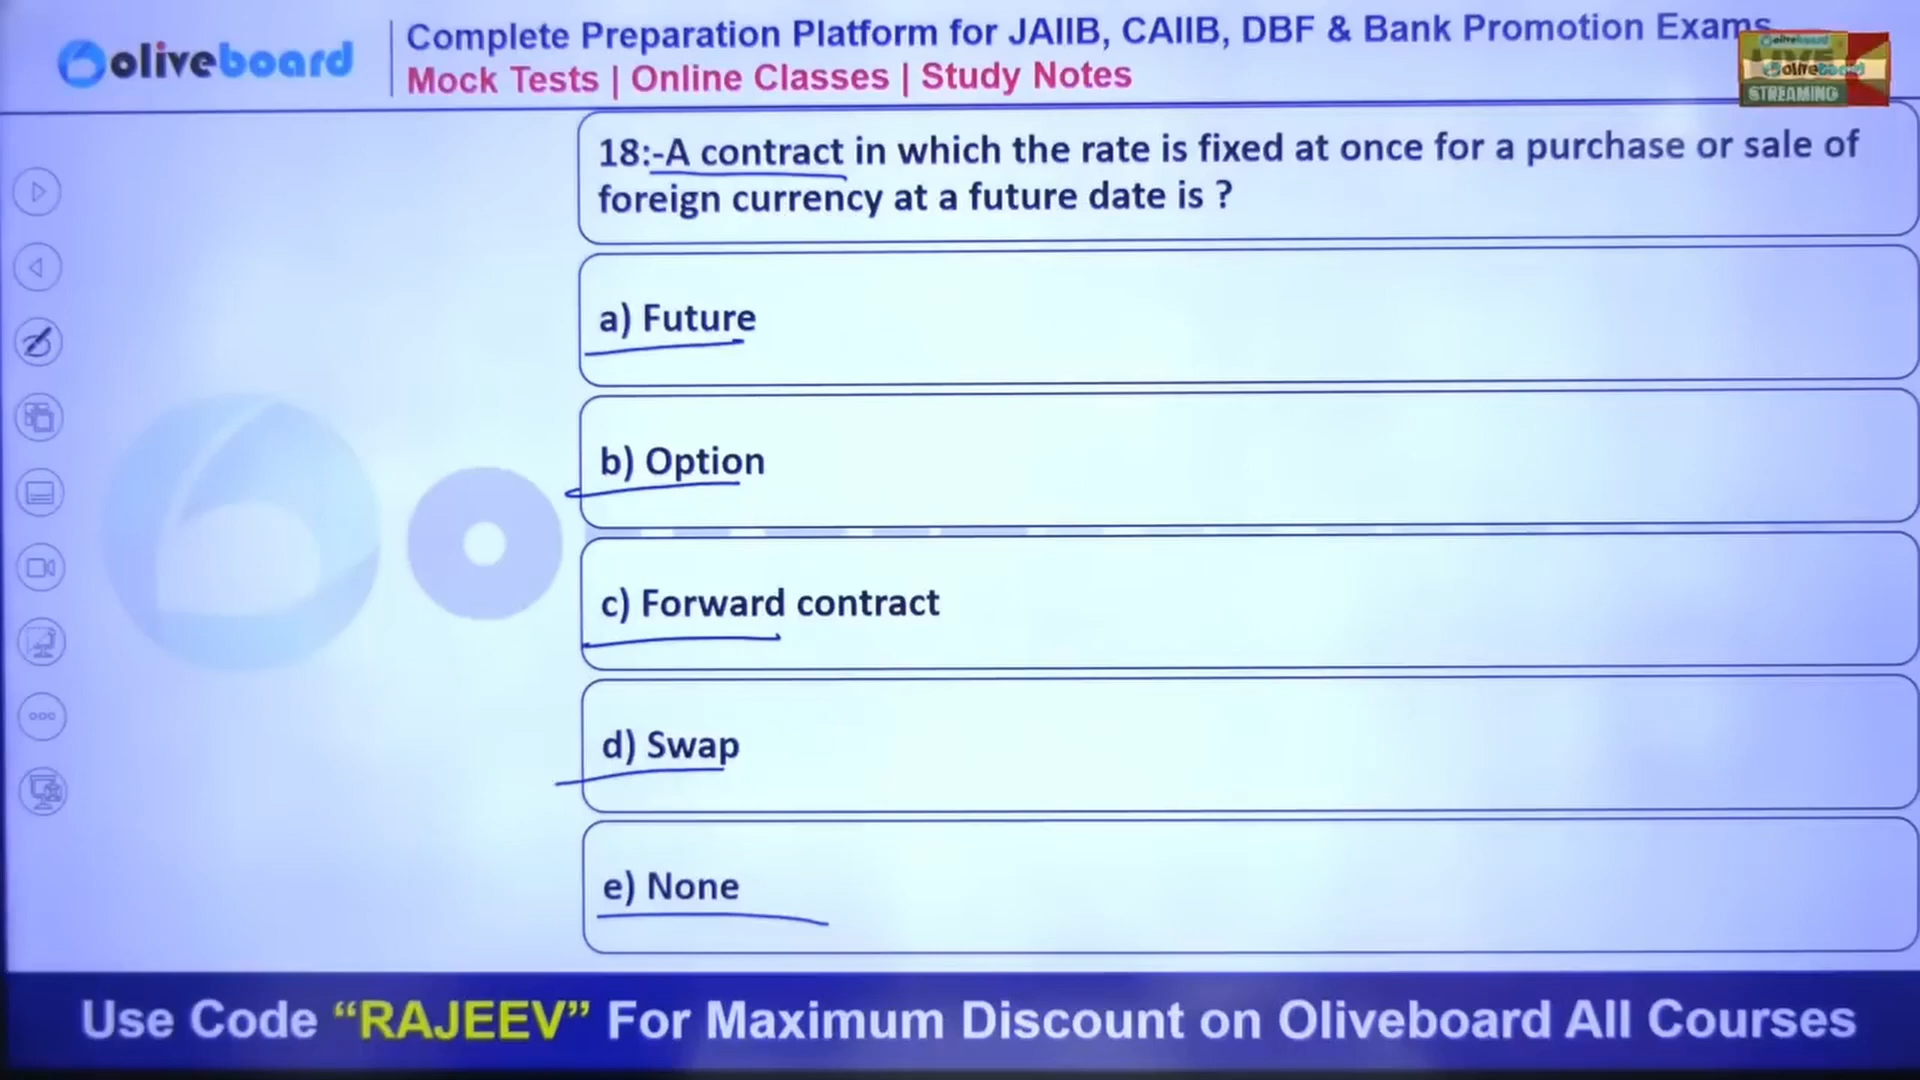 oliveboard
Complete Preparation Platform for JAIIB, CAIIB, DBF & Bank Promotion Exams
Mock Tests | Online Classes | Study Notes
oliveboard
STREAMING
18:-A contract in which the rate is fixed at once for a purchase or sale of
foreign currency at a future date is ?
a) Future
b) Option
c) Forward contract
d) Swap
e) None
Use Code “RAJEEV” For Maximum Discount on Oliveboard All Courses